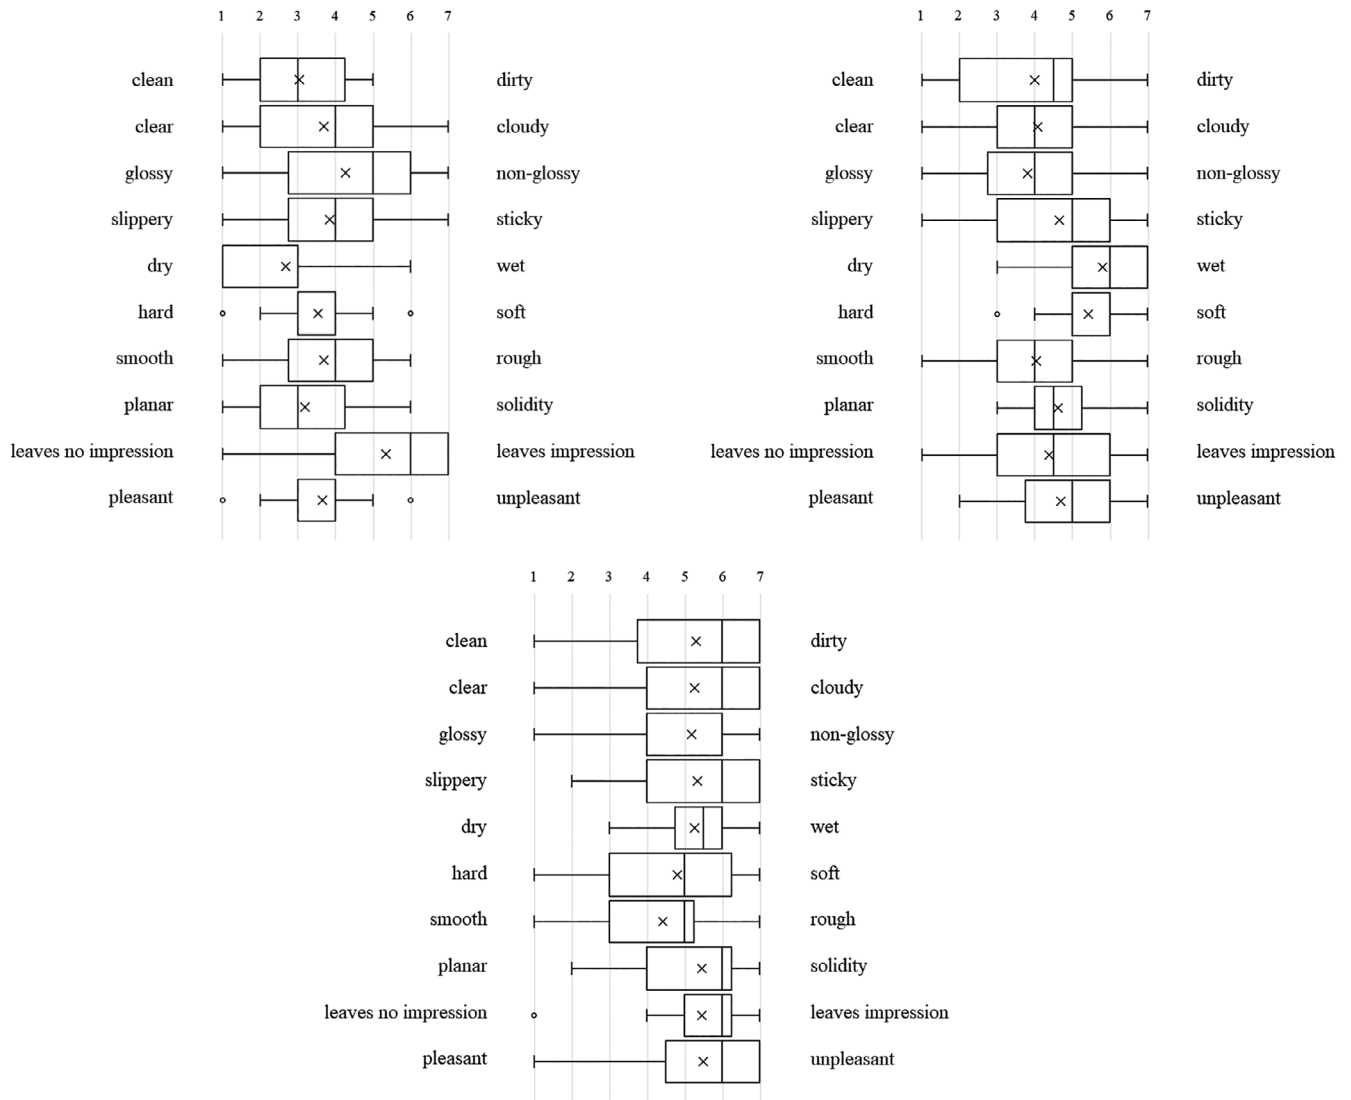 1 2 3 4 5 6 7
clean dirty
clear cloudy
glossy non-glossy
slippery sticky
dry wet
hard soft
smooth rough
planar solidity
leaves no impression leaves impression
pleasant unpleasant
1 2 3 4 5 6 7
clean dirty
clear cloudy
glossy non-glossy
slippery sticky
dry wet
hard soft
smooth rough
planar solidity
leaves no impression leaves impression
pleasant unpleasant
1 2 3 4 5 6 7
clean dirty
clear cloudy
glossy non-glossy
slippery sticky
dry wet
hard soft
smooth rough
planar solidity
leaves no impression leaves impression
pleasant unpleasant